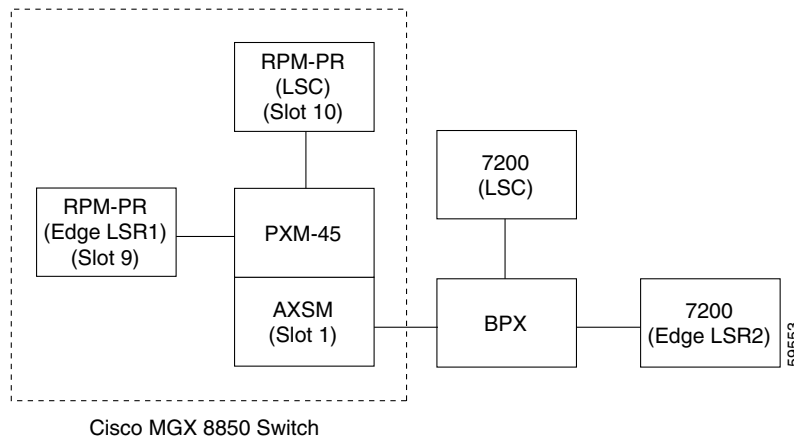 RPM-PR
(LSC)
(Slot 10)
7200
(LSC)
RPM-PR
(Edge LSR1)
(Slot 9)
PXM-45
AXSM
(Slot 1)
BPX
7200
(Edge LSR2)
59553
Cisco MGX 8850 Switch